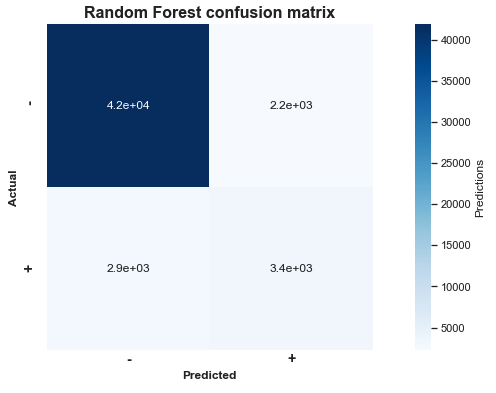 Random Forest confusion matrix
Actual
-
+
4.2e+04
2.2e+03
2.9e+03
3.4e+03
-
+
Predicted
40000
35000
30000
25000
20000
15000
10000
5000
Predictions